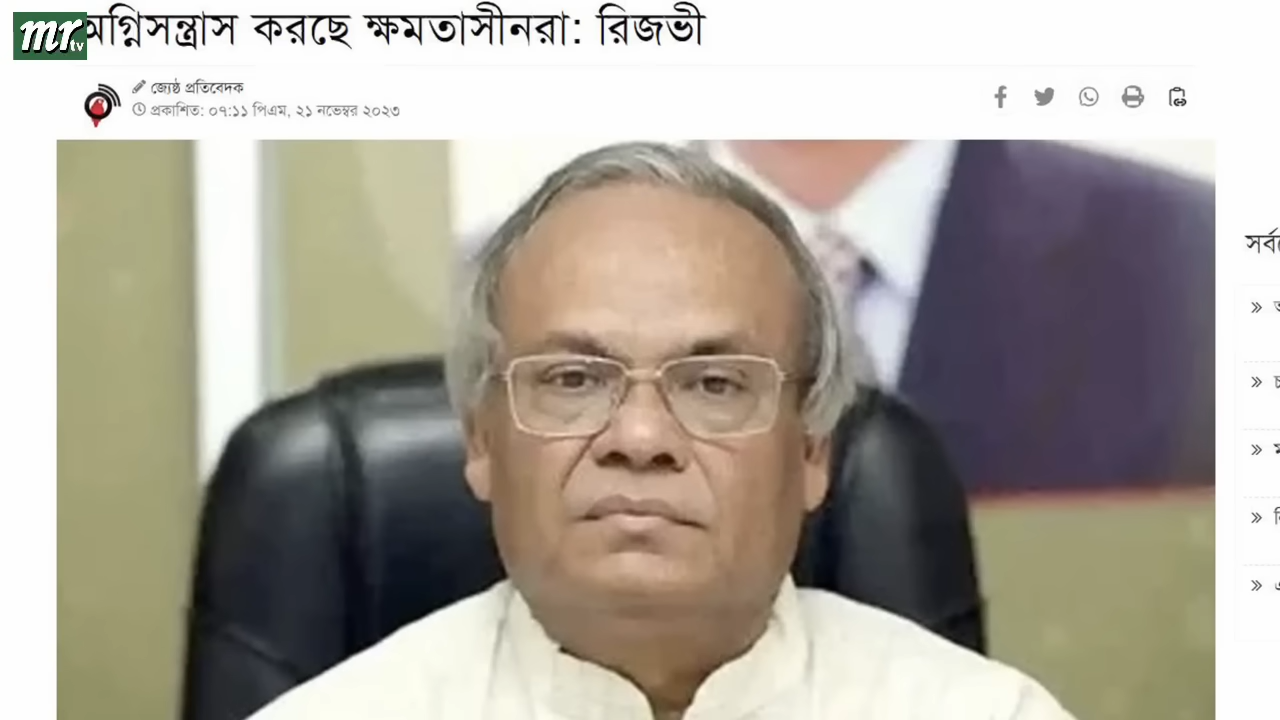 mr tv
অগ্নিসন্ত্রাস করছে ক্ষমতাসীনরা: রিজভী
জ্যেষ্ঠ প্রতিবেদক
প্রকাশিত: ০৭:১১ পিএম, ২১ নভেম্বর ২০২৩